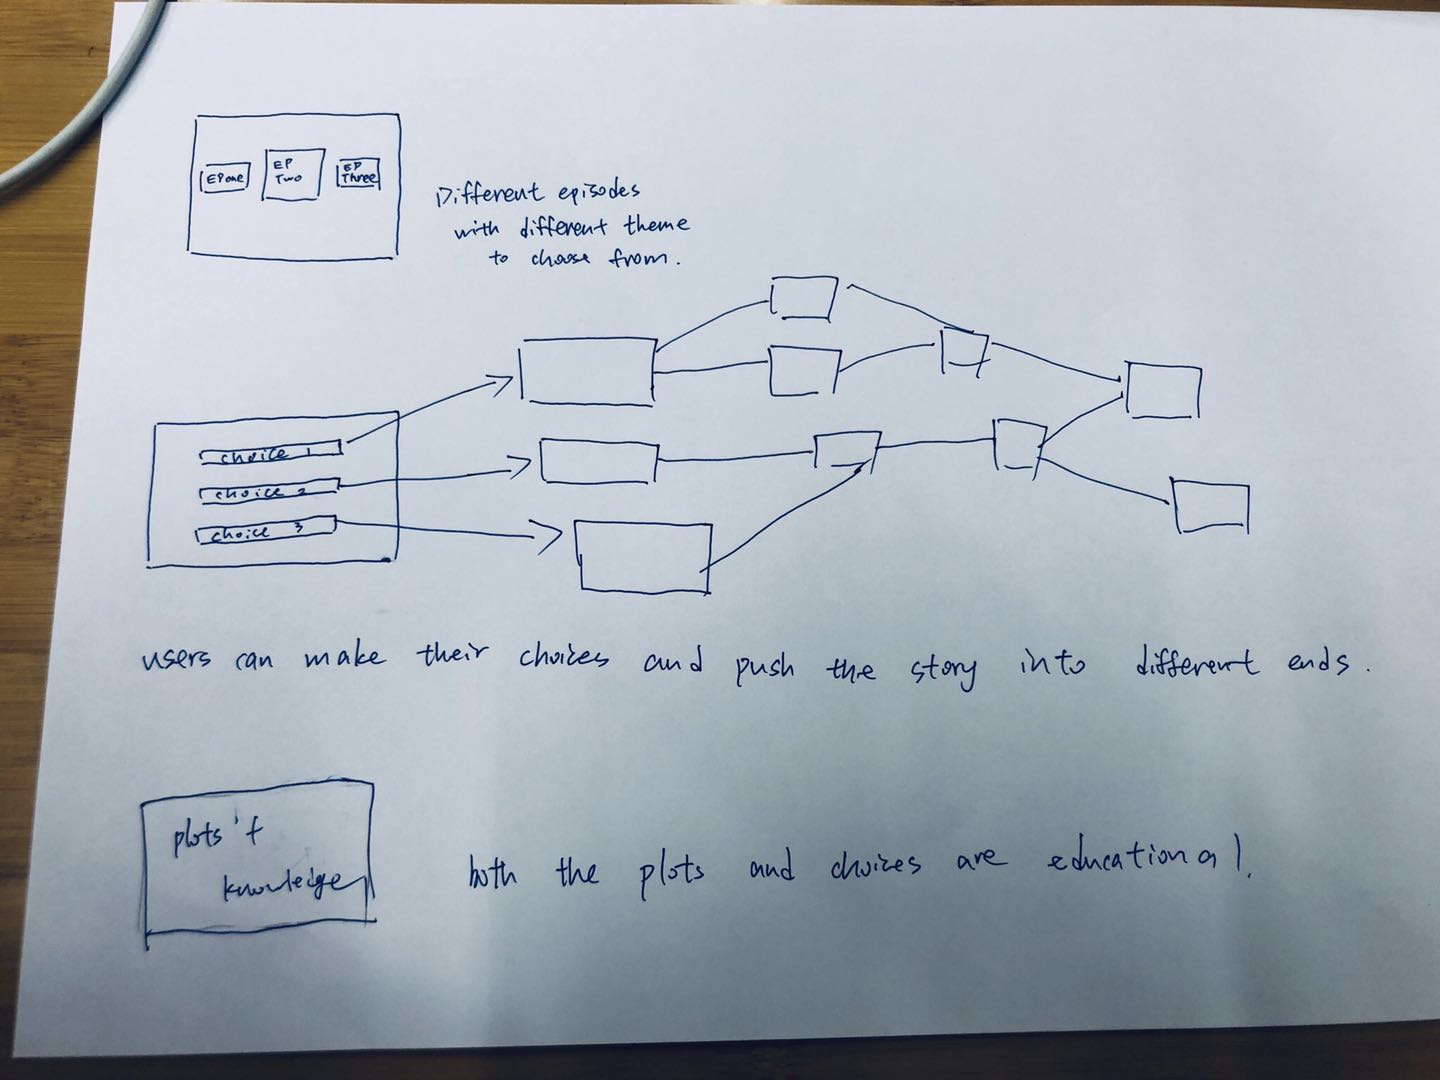 EP one
EP
Two
EP
Three
Different episodes
with different theme
to choose from.
choice 1
choice 2
choice 3
users can make their choices and push the story into different ends.
plots '+
knowledge
both the plots and choices are educational.